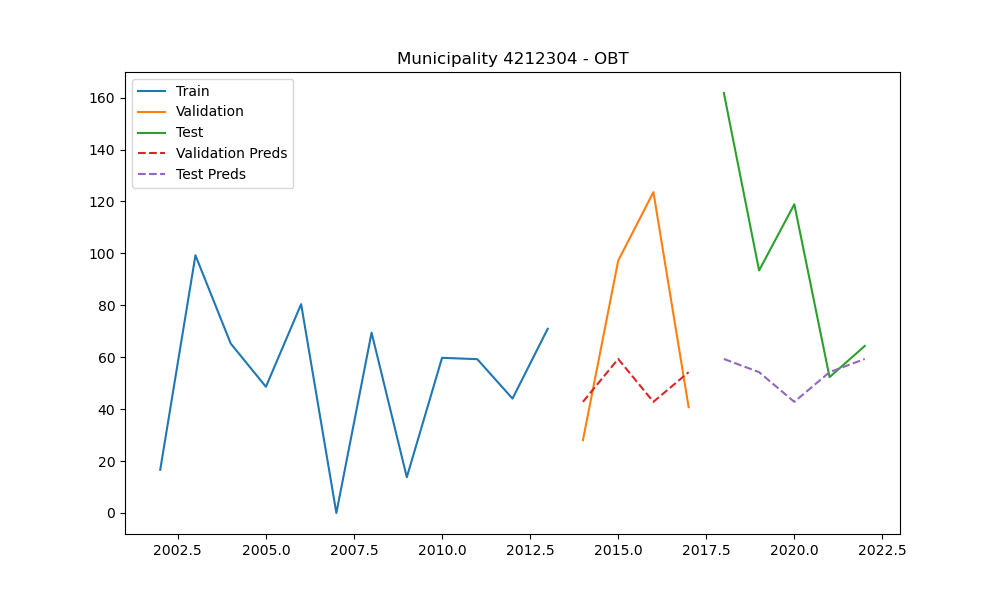 Municipality 4212304 - OBT
Train
Validation
Test
Validation Preds
Test Preds
160
140
120
100
80
60
40
20
0
2002.5 2005.0 2007.5 2010.0 2012.5 2015.0 2017.5 2020.0 2022.5